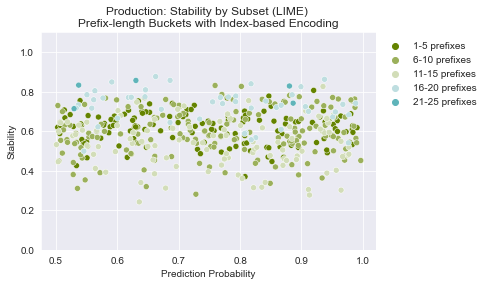 Production: Stability by Subset (LIME)
Prefix-length Buckets with Index-based Encoding
1.0
0.8
0.6
0.4
0.2
0.0
Stability
0.5 0.6 0.7 0.8 0.9 1.0
Prediction Probability
1-5 prefixes
6-10 prefixes
11-15 prefixes
16-20 prefixes
21-25 prefixes